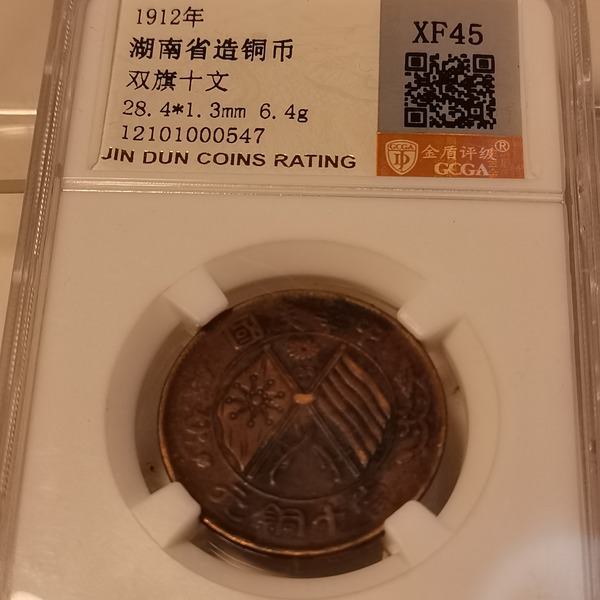 1912年
湖南省造铜币
双旗十文
28.4*1.3mm 6.4g
12101000547
JIN DUN COINS RATING
XF45
金盾评级®
GCGA
國